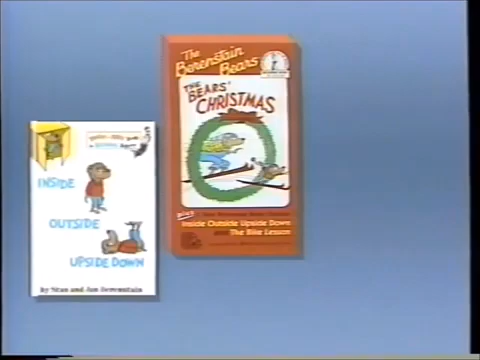 The
Berenstain
Bears
THE
BEARS'
CHRISTMAS
Plus
Inside Outside Upside Down
The Bike Lesson
INSIDE
OUTSIDE
UPSIDE DOWN
by Stan and Jan Berenstain